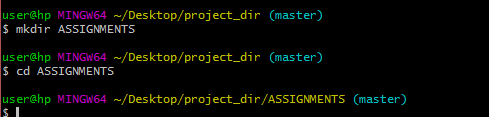 user@hp MINGW64 ~/Desktop/project_dir (master)
$ mkdir ASSIGNMENTS
user@hp MINGW64 ~/Desktop/project_dir (master)
$ cd ASSIGNMENTS
user@hp MINGW64 ~/Desktop/project_dir/ASSIGNMENTS (master)
$